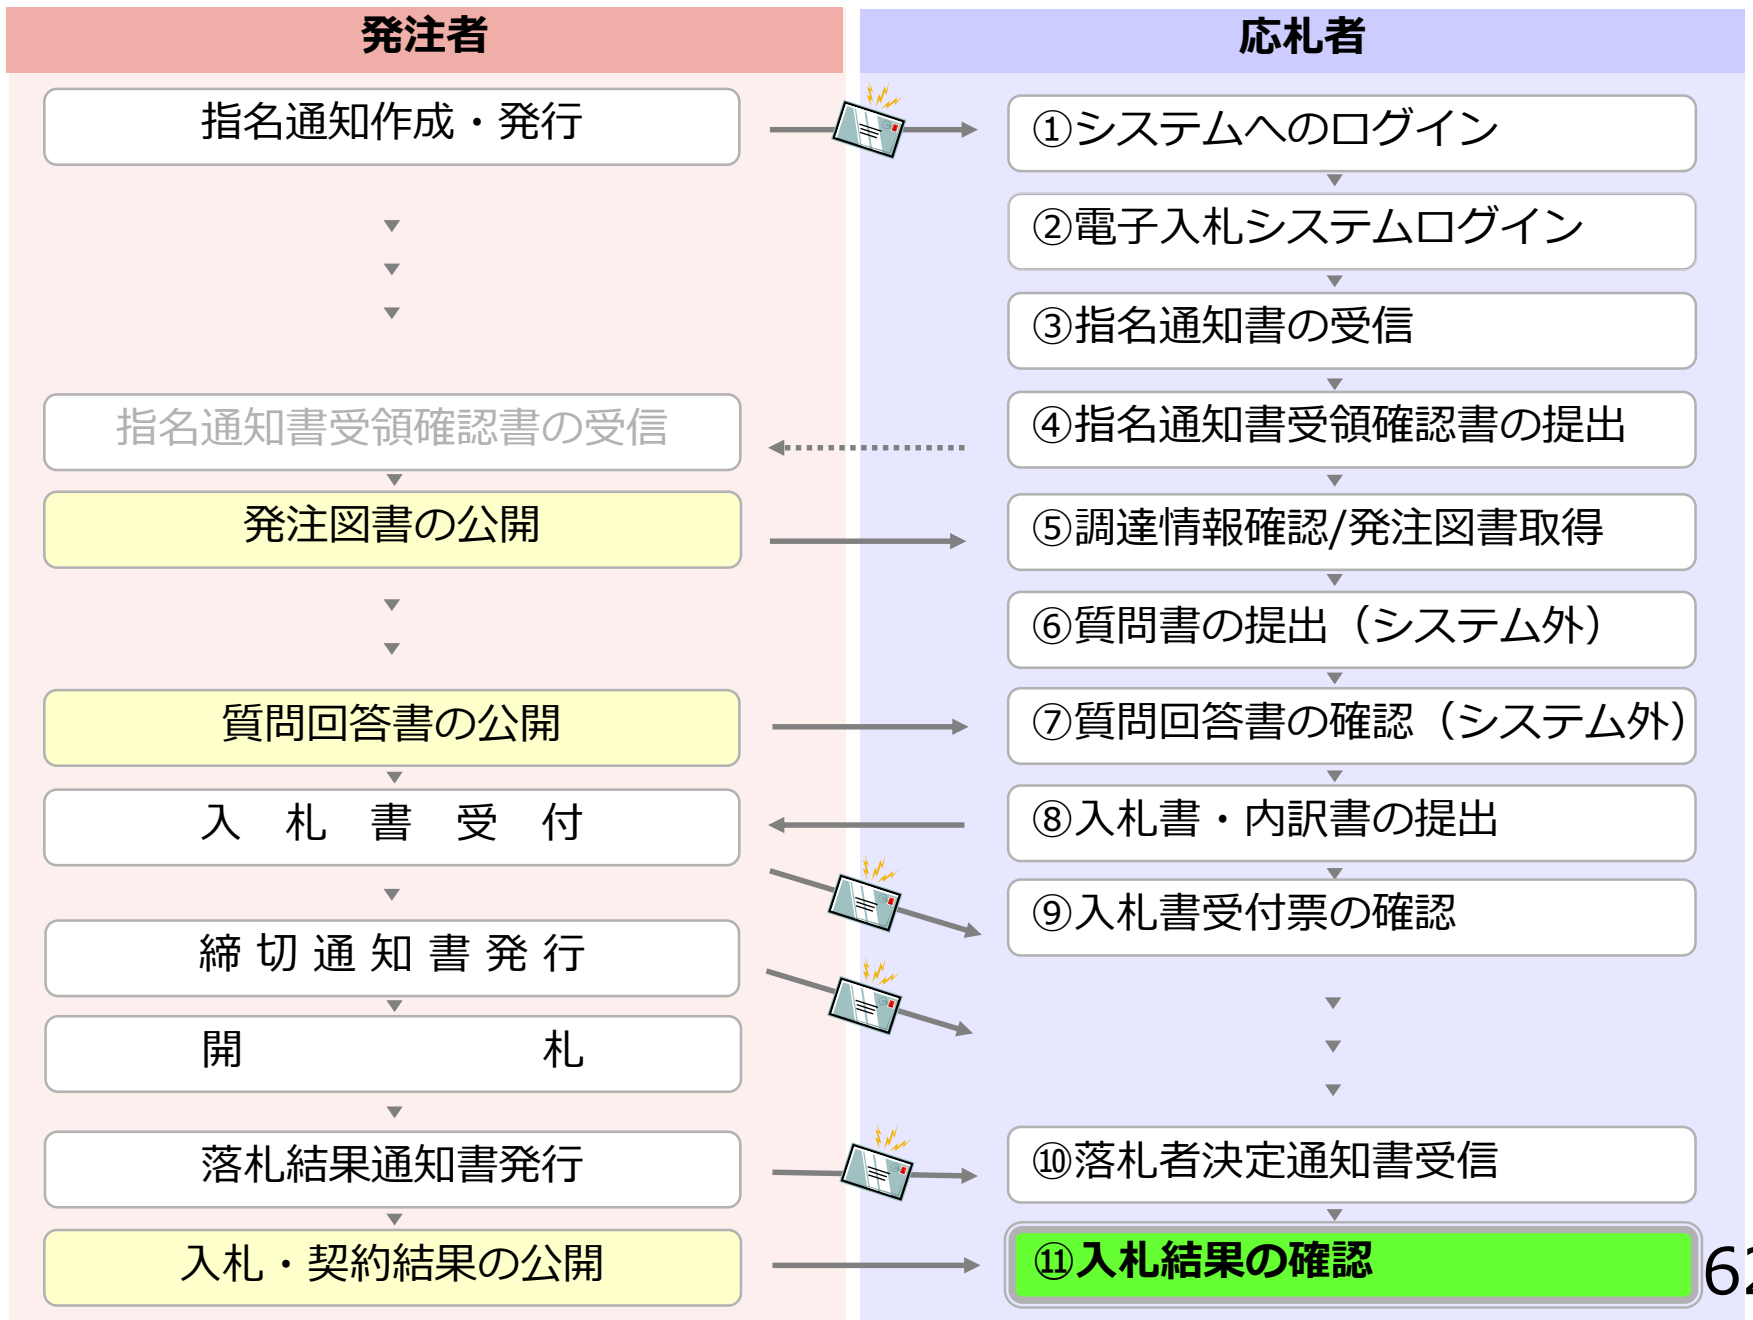 発注者
指名通知作成・発行
指名通知書受領確認書の受信
発注図書の公開
質問回答書の公開
入　札　書　受　付
締 切 通 知 書 発 行
開　　　　　　　札
落札結果通知書発行
入札・契約結果の公開
応札者
①システムへのログイン
②電子入札システムログイン
③指名通知書の受信
④指名通知書受領確認書の提出
⑤調達情報確認/発注図書取得
⑥質問書の提出（システム外）
⑦質問回答書の確認（システム外）
⑧入札書・内訳書の提出
⑨入札書受付票の確認
⑩落札者決定通知書受信
⑪入札結果の確認
62